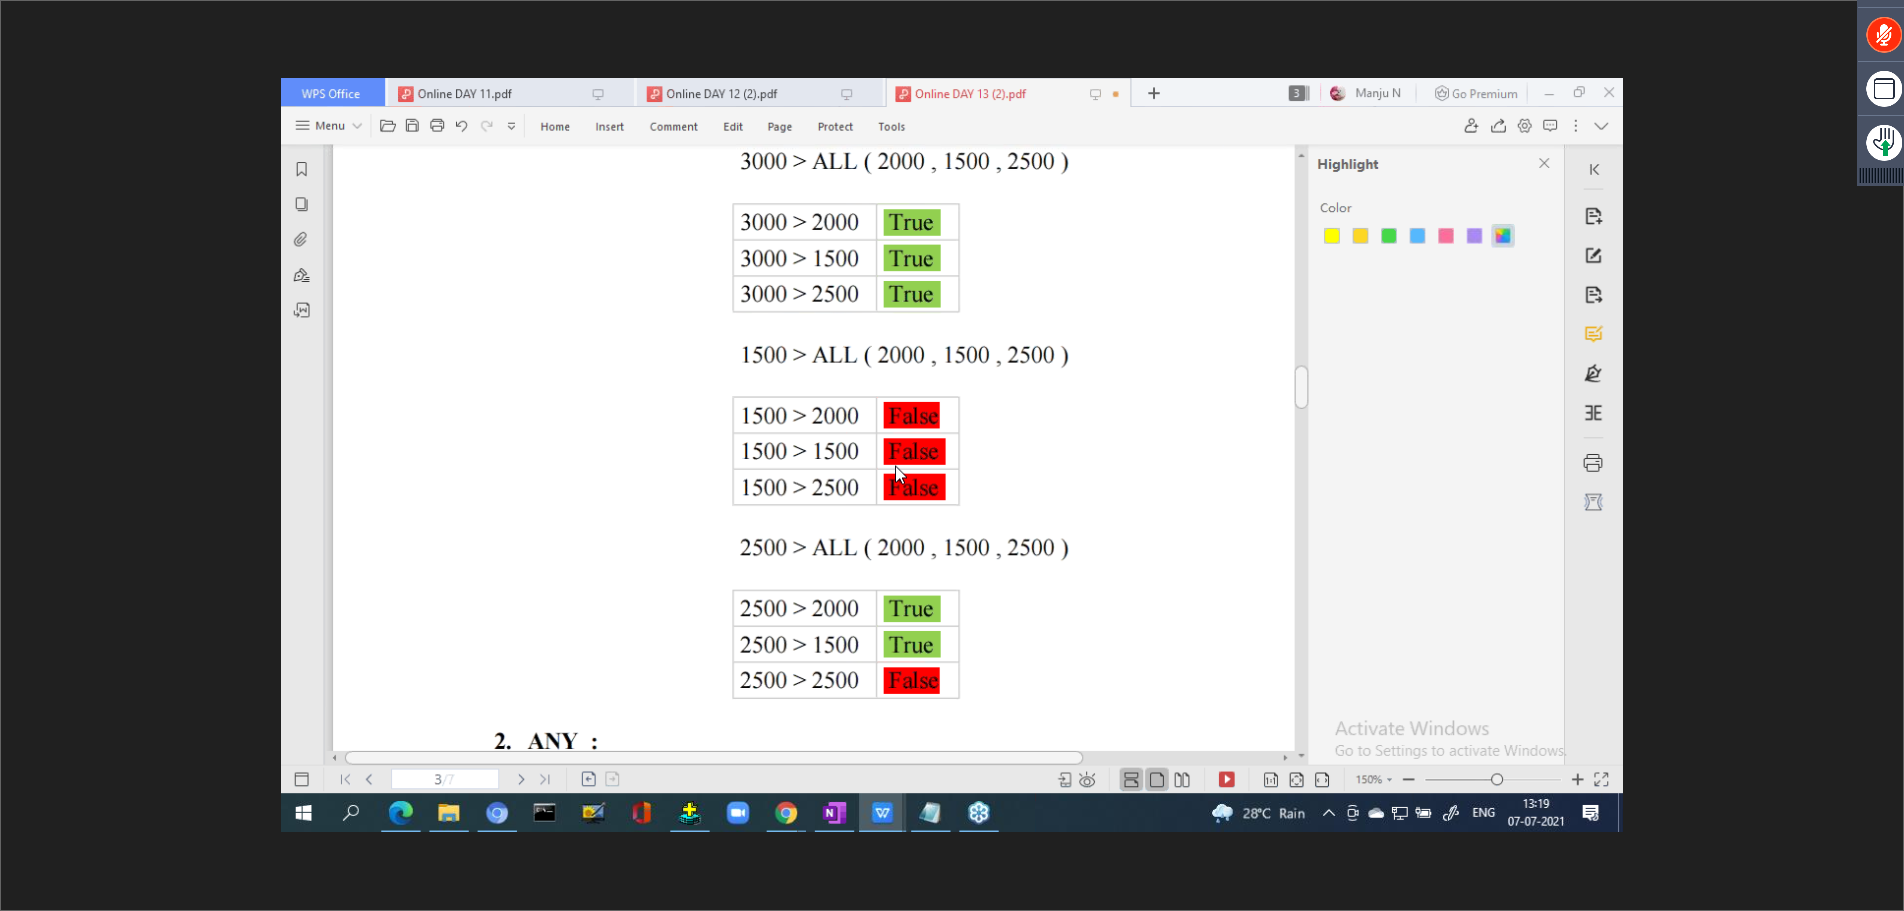 WPS Office
Online DAY 11.pdf
Online DAY 12 (2).pdf
Online DAY 13 (2).pdf
3
Manju N
Go Premium
Menu
Home
Insert
Comment
Edit
Page
Protect
Tools
3000 > ALL ( 2000 , 1500 , 2500 )
3000 > 2000 True
3000 > 1500 True
3000 > 2500 True
1500 > ALL ( 2000 , 1500 , 2500 )
1500 > 2000 False
1500 > 1500 False
1500 > 2500 False
2500 > ALL ( 2000 , 1500 , 2500 )
2500 > 2000 True
2500 > 1500 True
2500 > 2500 False
2. ANY :
Highlight
Color
Activate Windows
Go to Settings to activate Windows.
3/7
150%
28°C Rain
ENG
13:19
07-07-2021